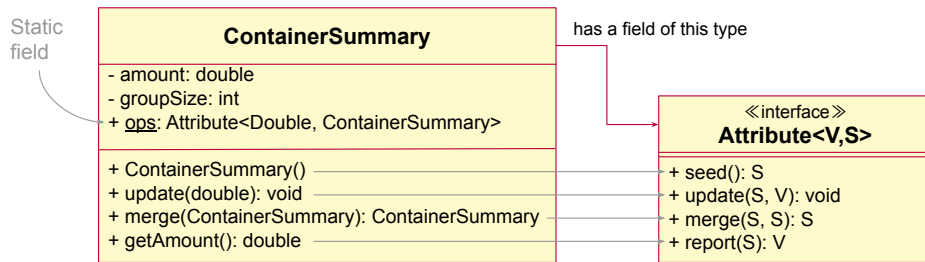 Static
field
ContainerSummary
- amount: double
- groupSize: int
+ ops: Attribute<Double, ContainerSummary>
+ ContainerSummary()
+ update(double): void
+ merge(ContainerSummary): ContainerSummary
+ getAmount(): double
has a field of this type
≪interface≫
Attribute<V,S>
+ seed(): S
+ update(S, V): void
+ merge(S, S): S
+ report(S): V